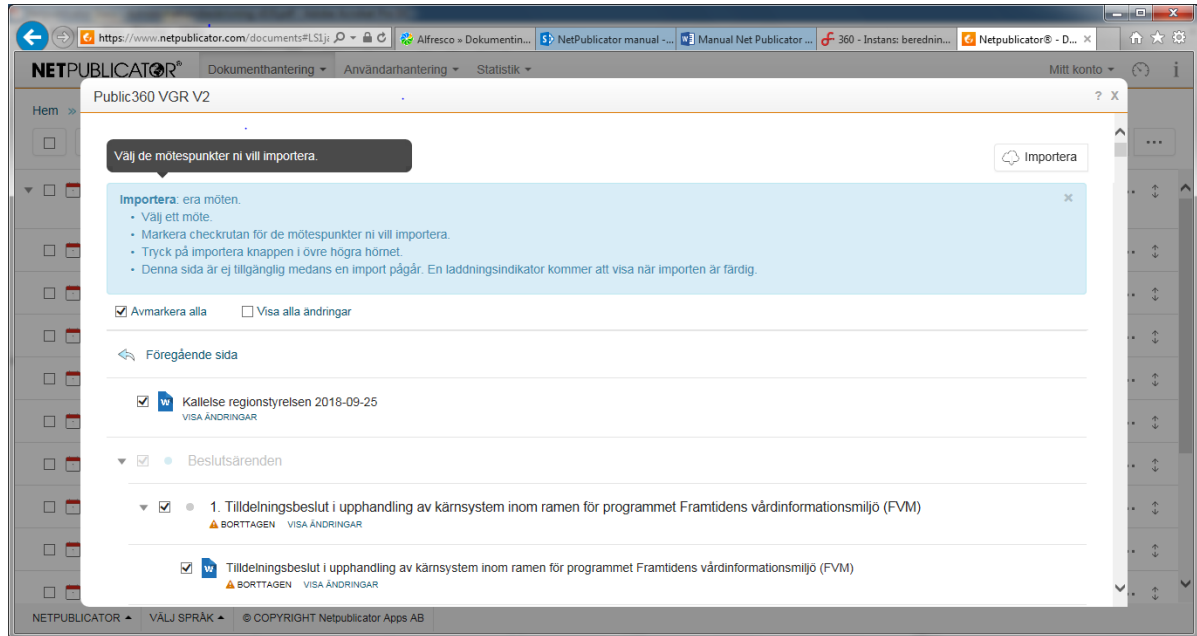 https://www.netpublicator.com/documents#LS1j
Alfresco » Dokumentin...
NetPublicator manual -...
Manual Net Publicator ...
360 - Instans: berednin...
Netpublicator® - D...
NETPUBLICATOR®
Dokumenthantering
Användarhantering
Statistik
Mitt konto
Public360 VGR V2
? X
Hem »
Välj de mötespunkter ni vill importera.
Importera
Importera: era möten.
• Välj ett möte.
• Markera checkrutan för de mötespunkter ni vill importera.
• Tryck på importera knappen i övre högra hörnet.
• Denna sida är ej tillgänglig medans en import pågår. En laddningsindikator kommer att visa när importen är färdig.
Avmarkera alla
Visa alla ändringar
Föregående sida
Kallelse regionstyrelsen 2018-09-25
VISA ÄNDRINGAR
Beslutsärenden
1. Tilldelningsbeslut i upphandling av kärnsystem inom ramen för programmet Framtidens vårdinformationsmiljö (FVM)
BORTTAGEN VISA ÄNDRINGAR
Tilldelningsbeslut i upphandling av kärnsystem inom ramen för programmet Framtidens vårdinformationsmiljö (FVM)
BORTTAGEN VISA ÄNDRINGAR
NETPUBLICATOR
VÄLJ SPRÅK
© COPYRIGHT Netpublicator Apps AB